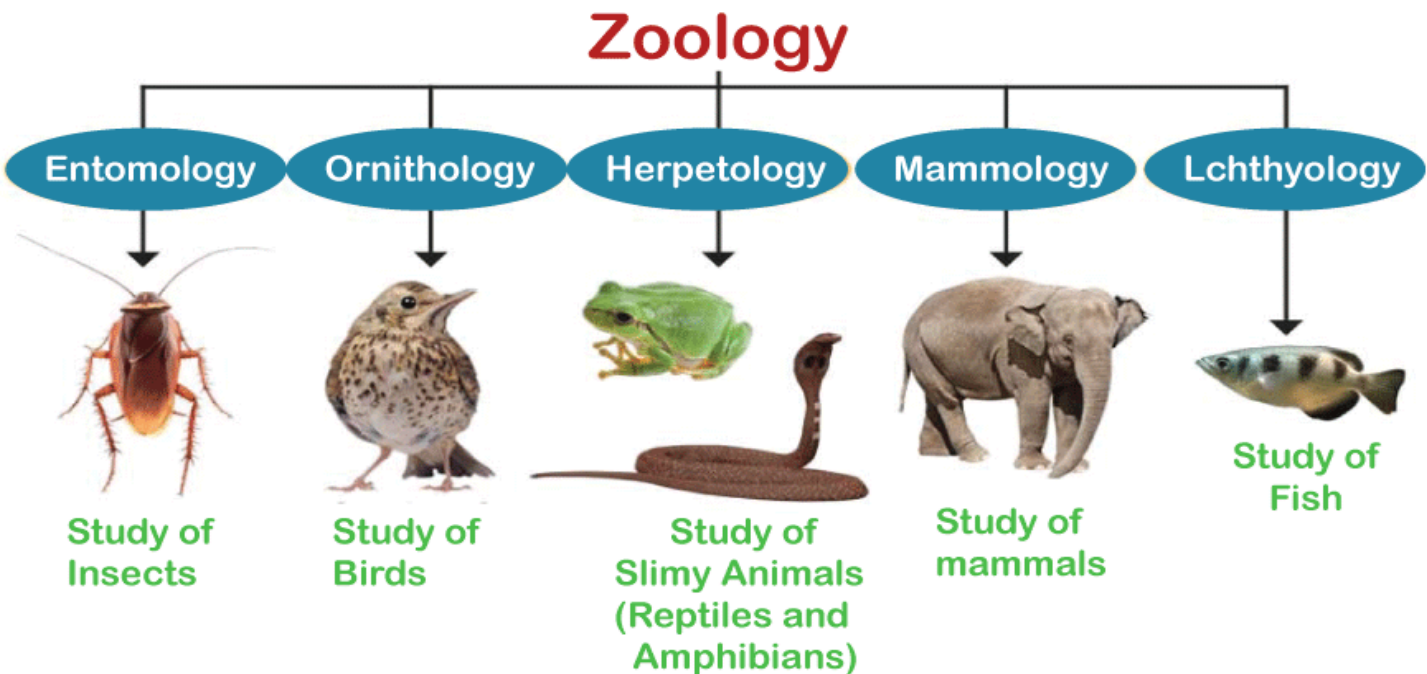 Zoology
Entomology
Ornithology
Herpetology
Mammology
Lchthyology
Study of
Insects
Study of
Birds
Study of
Slimy Animals
(Reptiles and
Amphibians)
Study of
mammals
Study of
Fish